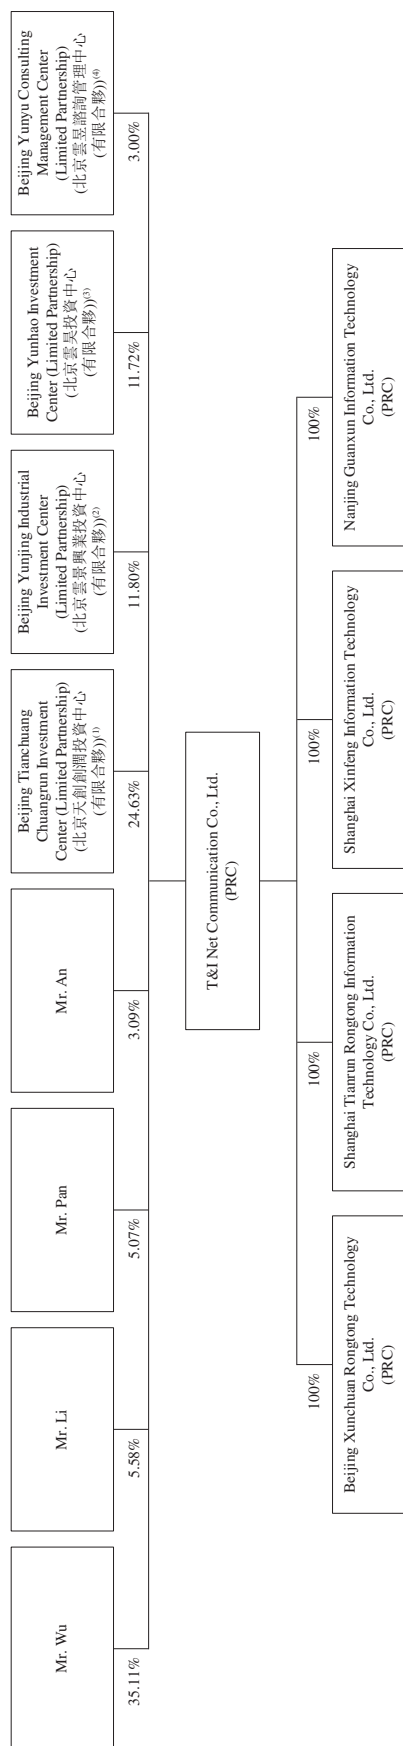 Mr. Wu
Mr. Li
Mr. Pan
Mr. An
Beijing Tianchuang
Chuangrun Investment
Center (Limited Partnership)
(北京天創創潤投資中心
(有限合夥))(1)
Beijing Yunjing Industrial
Investment Center
(Limited Partnership)
(北京雲景興業投資中心
(有限合夥))(2)
Beijing Yunhao Investment
Center (Limited Partnership)
(北京雲昊投資中心
(有限合夥))(3)
Beijing Yunyu Consulting
Management Center
(Limited Partnership)
(北京雲昱諮詢管理中心
(有限合夥))(4)
35.11%
5.58%
5.07%
3.09%
24.63%
11.80%
11.72%
3.00%
T&I Net Communication Co., Ltd.
(PRC)
100%
100%
100%
100%
Beijing Xunchuan Rongtong Technology
Co., Ltd.
(PRC)
Shanghai Tianrun Rongtong Information
Technology Co., Ltd.
(PRC)
Shanghai Xinfeng Information Technology
Co., Ltd.
(PRC)
Nanjing Guanxun Information Technology
Co., Ltd.
(PRC)